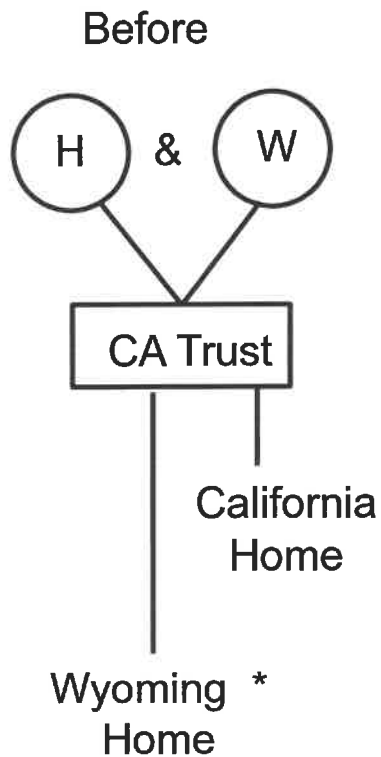 Before
H & W
CA Trust
California
Home
Wyoming *
Home